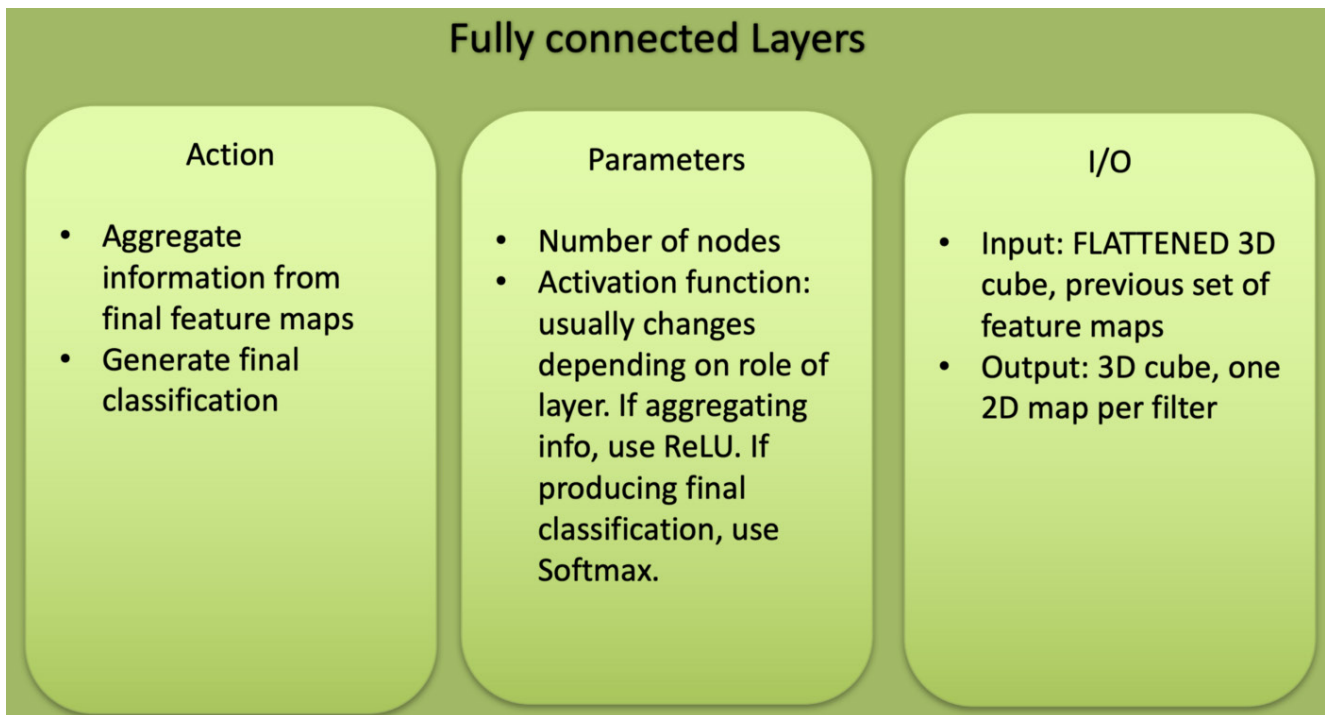 Fully connected Layers
Action
• Aggregate
information from
final feature maps
• Generate final
classification
Parameters
• Number of nodes
• Activation function:
usually changes
depending on role of
layer. If aggregating
info, use ReLU. If
producing final
classification, use
Softmax.
I/O
• Input: FLATTENED 3D
cube, previous set of
feature maps
• Output: 3D cube, one
2D map per filter